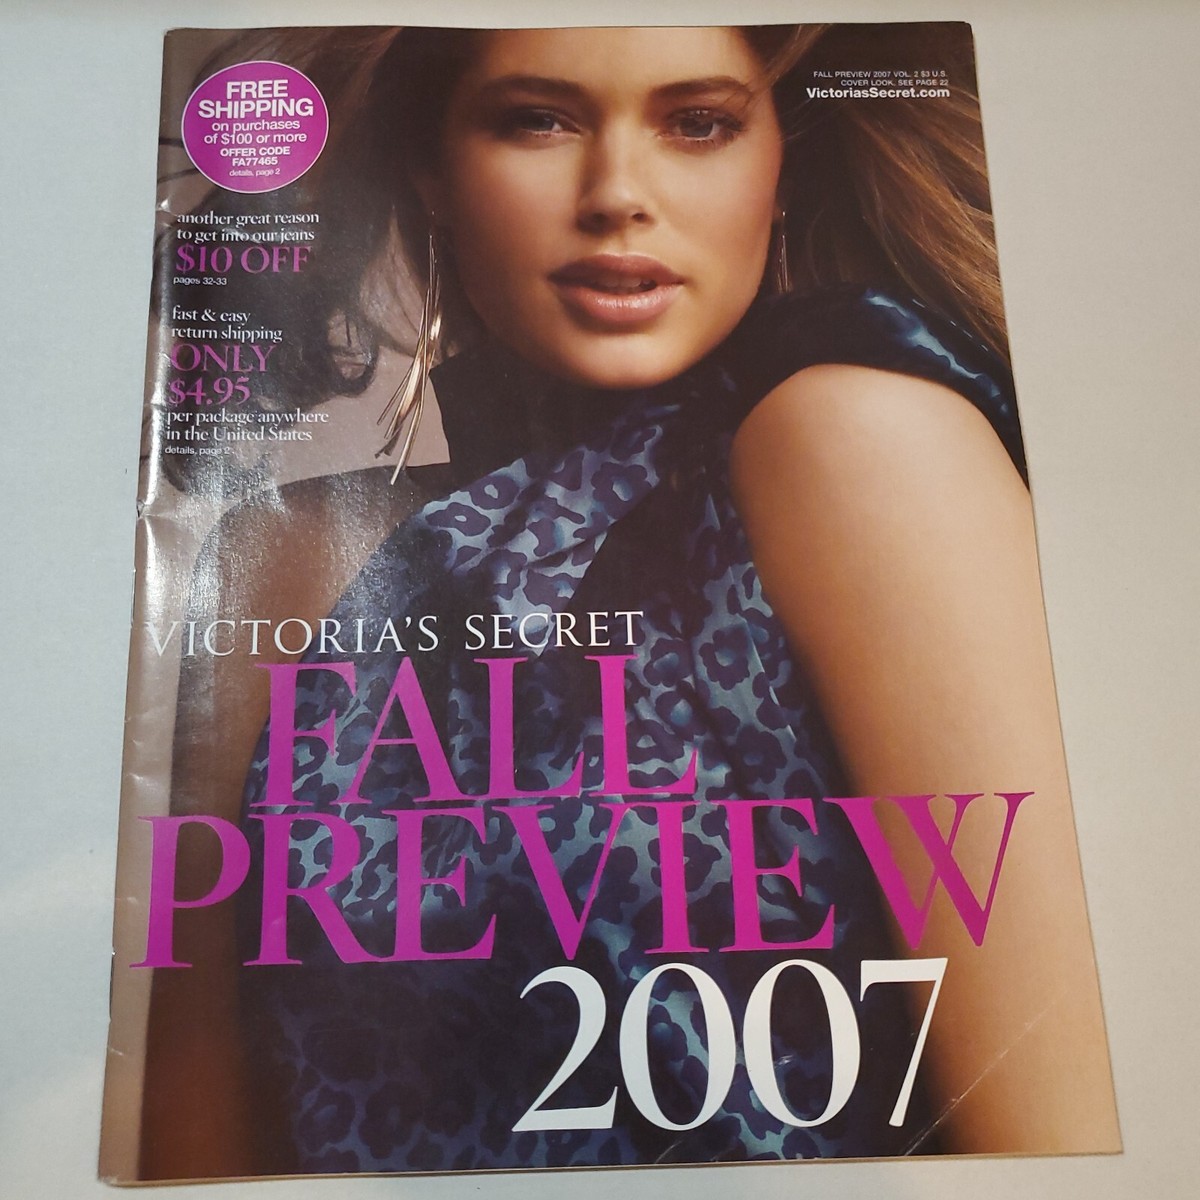 FREE
SHIPPING
on purchases
of $100 or more
OFFER CODE
FA77465
details, page 2
FALL PREVIEW 2007 VOL. 2 $3 U.S.
COVER LOOK, SEE PAGE 22
VictoriasSecret.com
another great reason
to get into our jeans
$10 OFF
pages 32-33
fast & easy
return shipping
ONLY
$4.95
per package anywhere
in the United States
details, page 2
VICTORIA'S SECRET
FALL
PREVIEW
2007